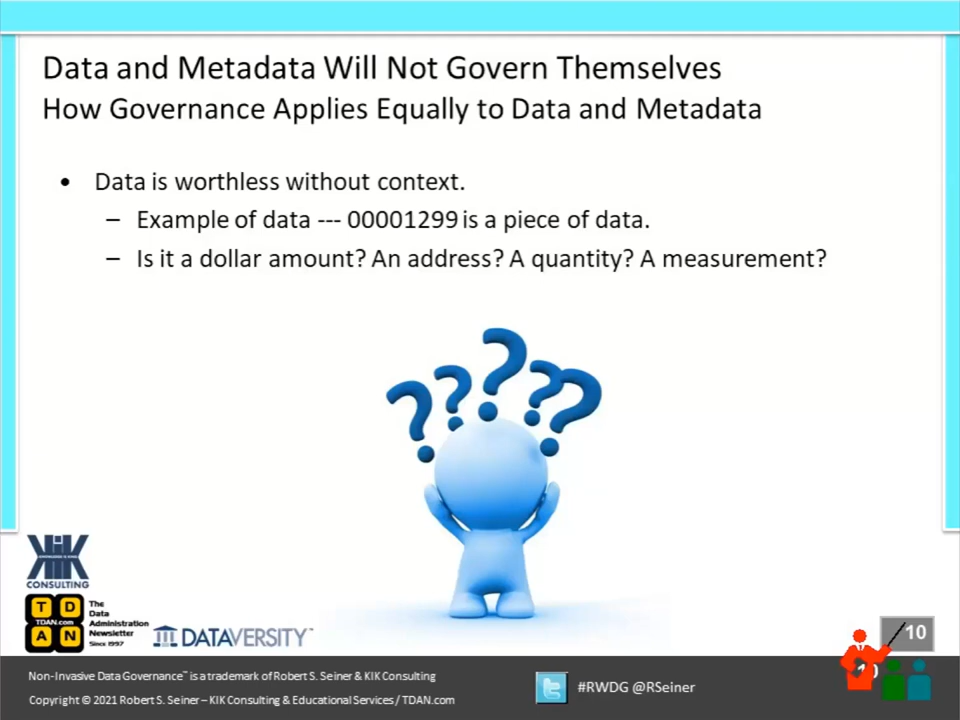 Data and Metadata Will Not Govern Themselves
How Governance Applies Equally to Data and Metadata
• Data is worthless without context.
– Example of data --- 00001299 is a piece of data.
– Is it a dollar amount? An address? A quantity? A measurement?
? ? ? ? ?
KIK
CONSULTING
T D
TDAN.com
A N
The
Data
Administration
Newsletter
Since 1997
DATAVERSITY™
10
10
Non-Invasive Data Governance™ is a trademark of Robert S. Seiner & KIK Consulting
Copyright © 2021 Robert S. Seiner – KIK Consulting & Educational Services / TDAN.com
#RWDG @RSeiner